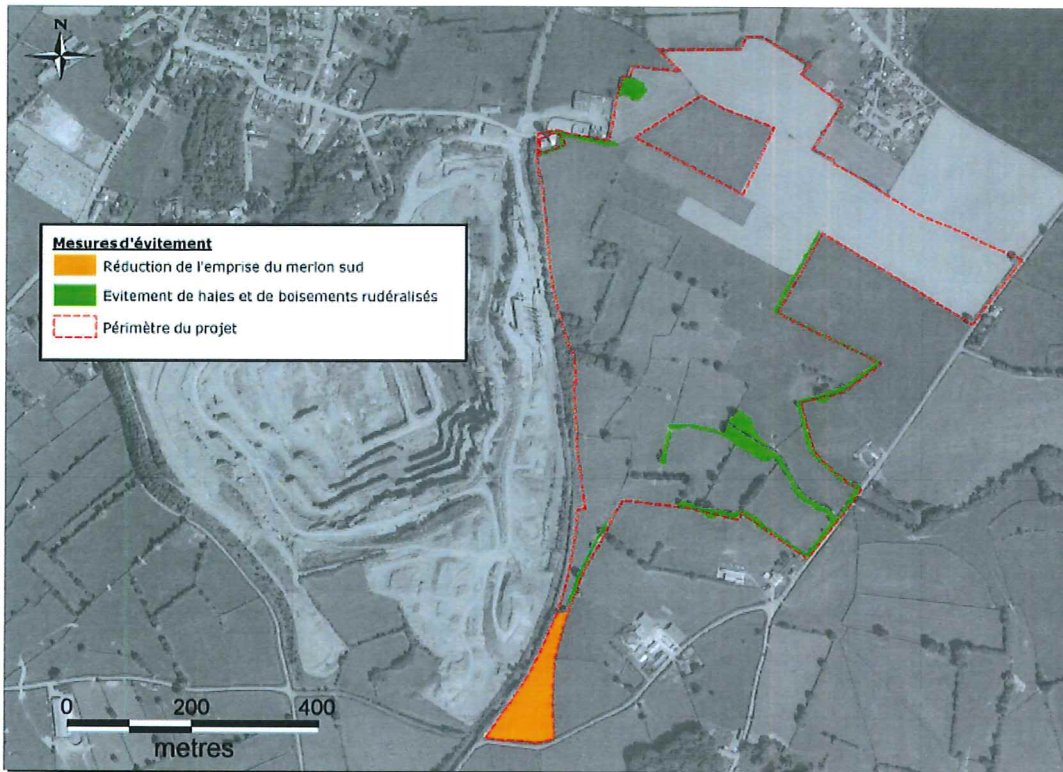 N
Mesures d'évitement
Réduction de l'emprise du merlon sud
Evitement de haies et de boisements rudéralisés
Périmètre du projet
0 200 400
metres